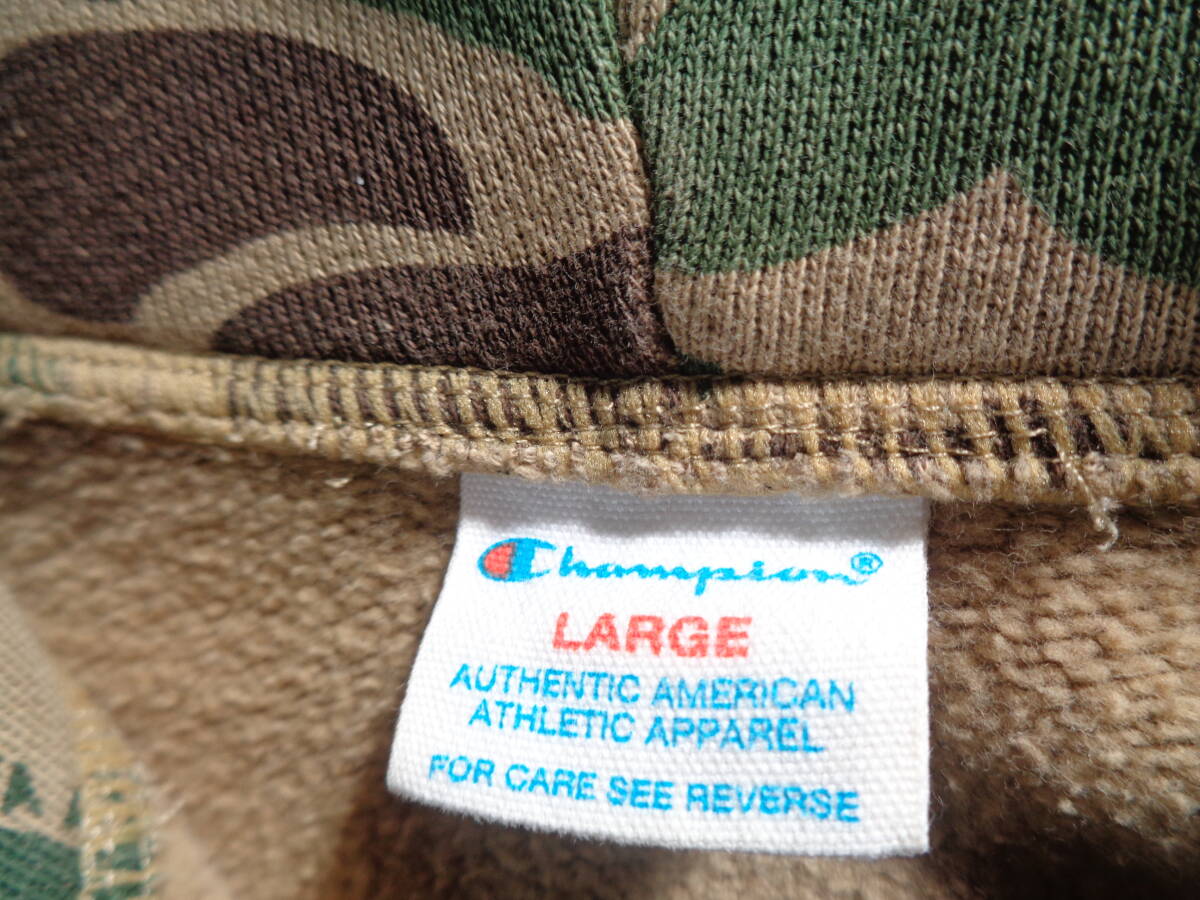 Champion®
LARGE
AUTHENTIC AMERICAN
ATHLETIC APPAREL
FOR CARE SEE REVERSE